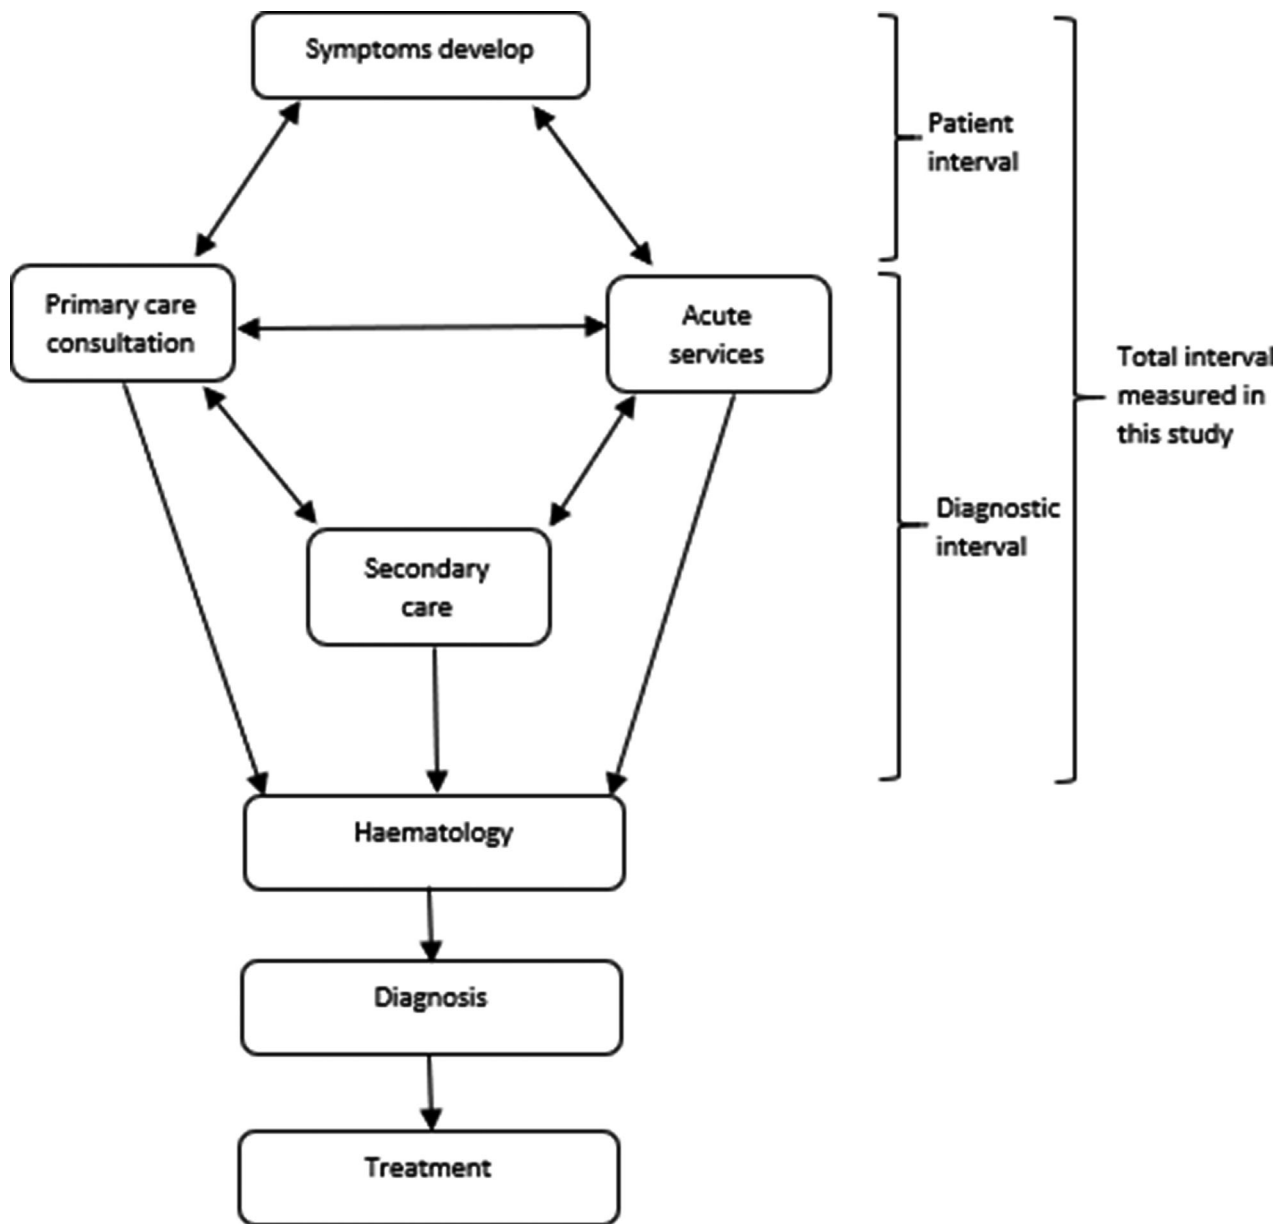 Symptoms develop
Patient
interval
Primary care
consultation
Acute
services
Total interval
measured in
this study
Diagnostic
interval
Secondary
care
Haematology
Diagnosis
Treatment